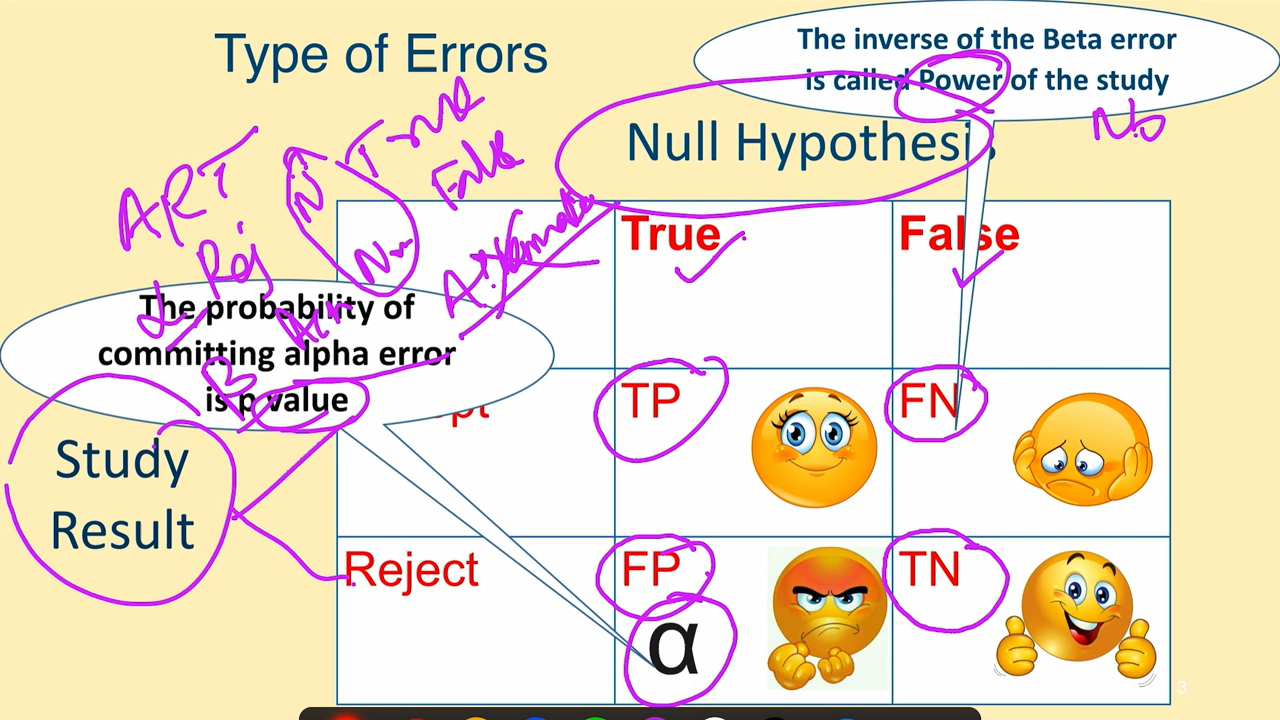 Type of Errors
The inverse of the Beta error
is called Power of the study
No
Null Hypothesis
ART
True
False
Rej
True
False
The probability of
committing alpha error
is p value
TP
FN
Study
Result
Reject
FP
TN
α
3